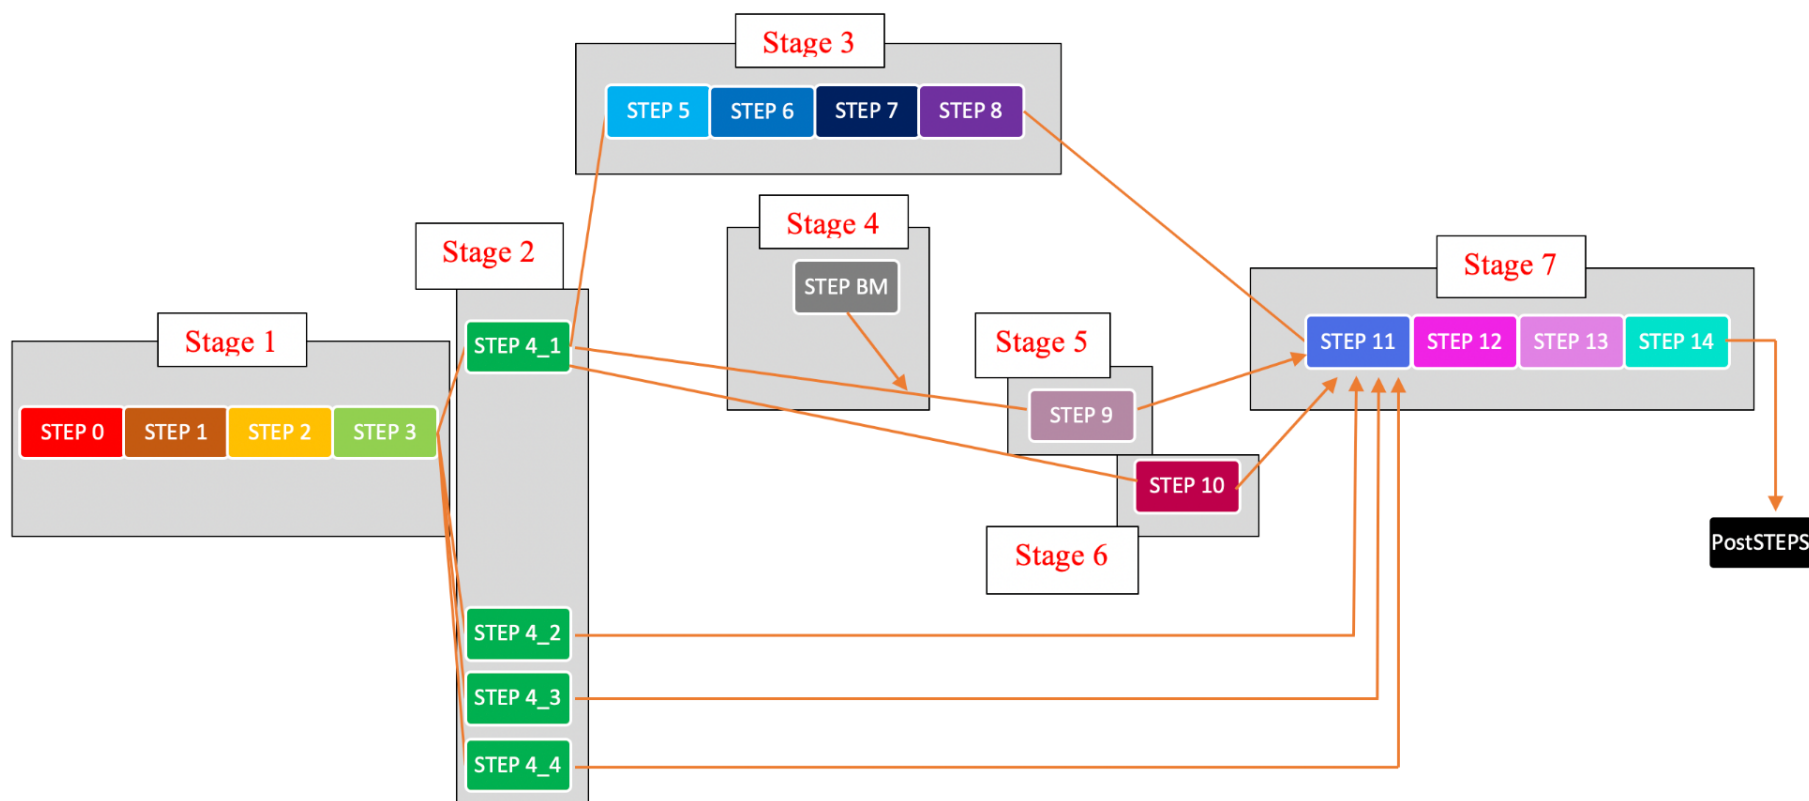 Stage 3
STEP 5
STEP 6
STEP 7
STEP 8
Stage 4
STEP BM
Stage 2
STEP 4_1
STEP 4_2
STEP 4_3
STEP 4_4
Stage 1
STEP 0
STEP 1
STEP 2
STEP 3
Stage 5
STEP 9
STEP 10
Stage 6
Stage 7
STEP 11
STEP 12
STEP 13
STEP 14
PostSTEPS